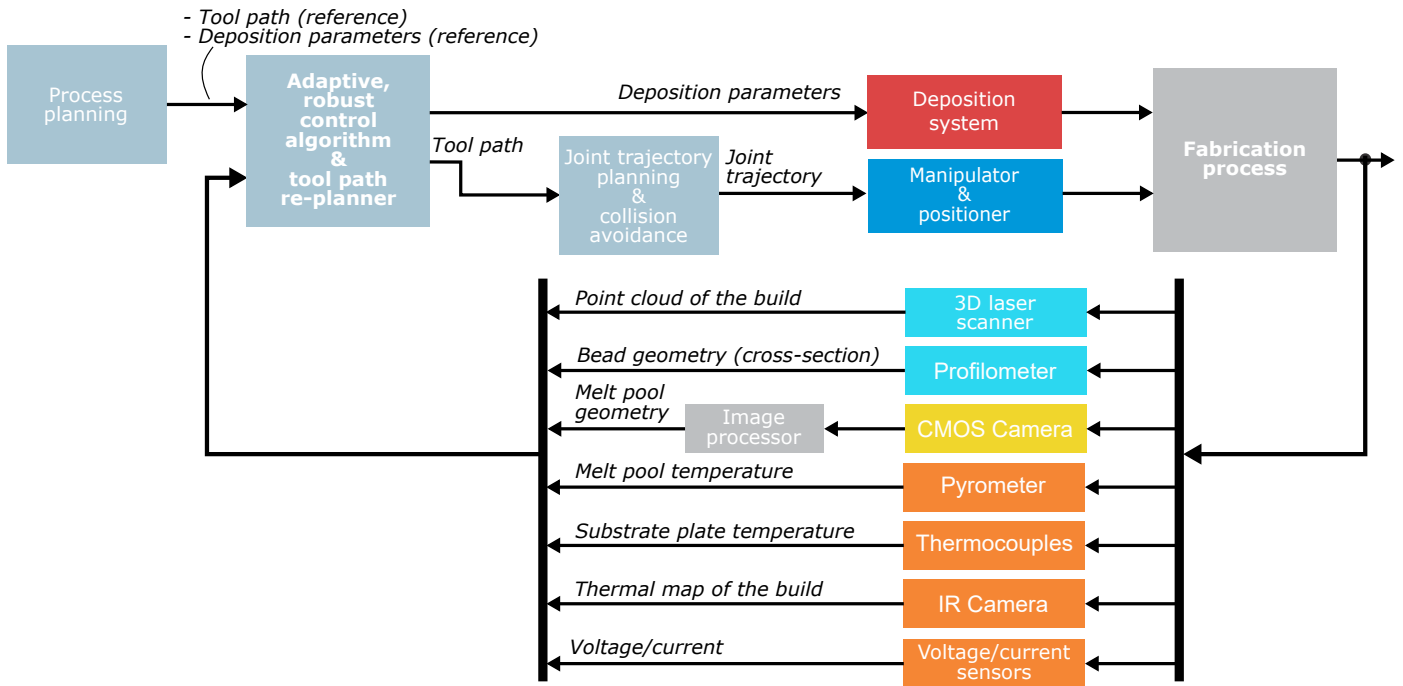 - Tool path (reference)
- Deposition parameters (reference)
Process
planning
Adaptive,
robust
control
algorithm
&
tool path
re-planner
Deposition parameters
Tool path
Joint trajectory
planning
&
collision
avoidance
Joint
trajectory
Deposition
system
Manipulator
&
positioner
Fabrication
process
Point cloud of the build
3D laser
scanner
Bead geometry (cross-section)
Profilometer
Melt pool
geometry
Image
processor
CMOS Camera
Melt pool temperature
Pyrometer
Substrate plate temperature
Thermocouples
Thermal map of the build
IR Camera
Voltage/current
Voltage/current
sensors